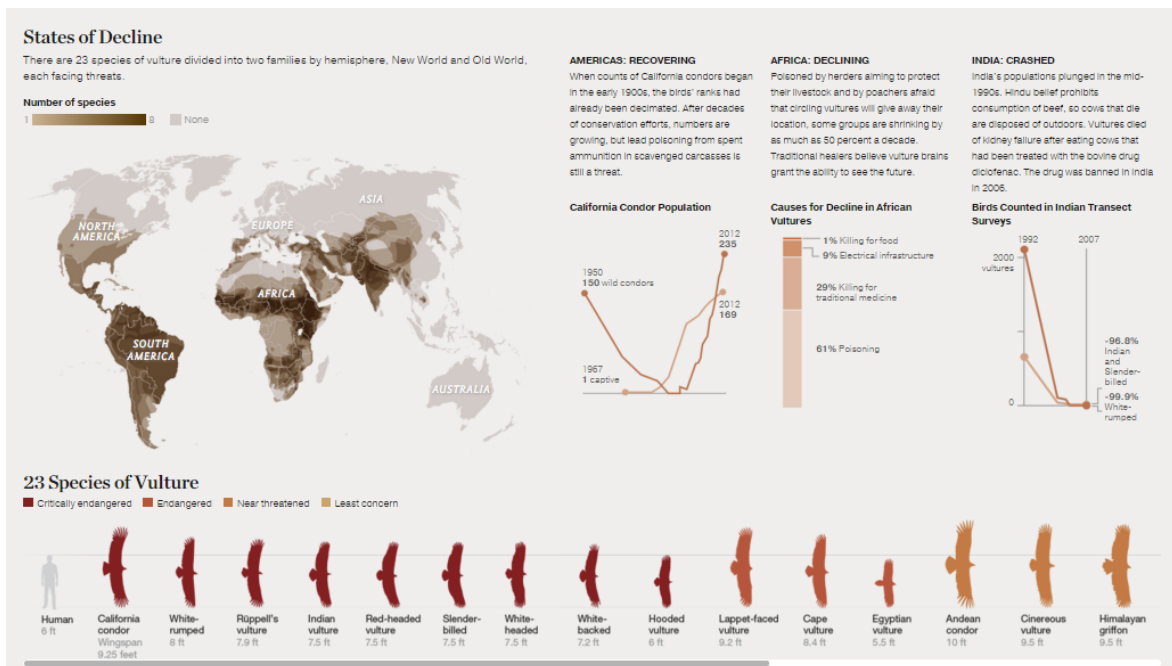 States of Decline
There are 23 species of vulture divided into two families by hemisphere, New World and Old World,
each facing threats.
Number of species
1 8 None
NORTH
AMERICA
SOUTH
AMERICA
EUROPE
AFRICA
ASIA
AUSTRALIA
AMERICAS: RECOVERING
When counts of California condors began
in the early 1900s, the birds' ranks had
already been decimated. After decades
of conservation efforts, numbers are
growing, but lead poisoning from spent
ammunition in scavenged carcasses is
still a threat.
California Condor Population
1950
150 wild condors
1967
1 captive
2012
235
2012
169
AFRICA: DECLINING
Poisoned by herders aiming to protect
their livestock and by poachers afraid
that circling vultures will give away their
location, some groups are shrinking by
as much as 50 percent a decade.
Traditional healers believe vulture brains
grant the ability to see the future.
Causes for Decline in African
Vultures
1% Killing for food
9% Electrical infrastructure
29% Killing for
traditional medicine
61% Poisoning
INDIA: CRASHED
India's populations plunged in the mid-
1990s. Hindu belief prohibits
consumption of beef, so cows that die
are disposed of outdoors. Vultures died
of kidney failure after eating cows that
had been treated with the bovine drug
diclofenac. The drug was banned in India
in 2006.
Birds Counted in Indian Transect
Surveys
1992 2007
2000
vultures
0
-96.8%
Indian
and
Slender-
billed
-99.9%
White-
rumped
23 Species of Vulture
Critically endangered Endangered Near threatened Least concern
Human
6 ft
California
condor
Wingspan
9.25 feet
White-
rumped
8 ft
Rüppell's
vulture
7.9 ft
Indian
vulture
7.5 ft
Red-headed
vulture
7.5 ft
Slender-
billed
7.5 ft
White-
headed
7.5 ft
White-
backed
7.2 ft
Hooded
vulture
6 ft
Lappet-faced
vulture
9.2 ft
Cape
vulture
8.4 ft
Egyptian
vulture
5.5 ft
Andean
condor
10 ft
Cinereous
vulture
9.5 ft
Himalayan
griffon
9.5 ft